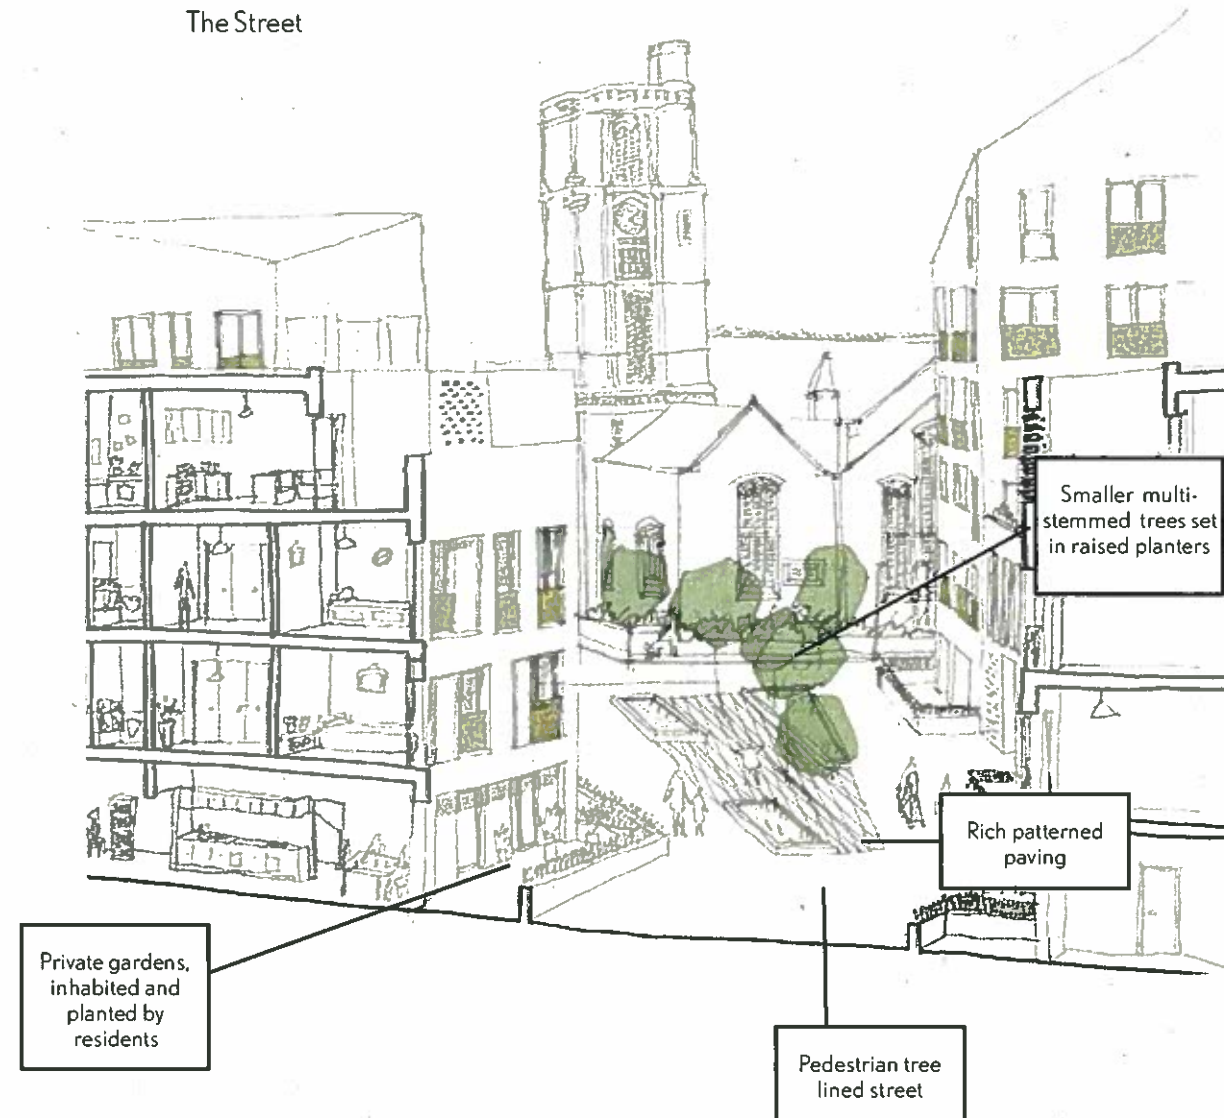 The Street
Smaller multi-
stemmed trees set
in raised planters
Rich patterned
paving
Private gardens,
inhabited and
planted by
residents
Pedestrian tree
lined street